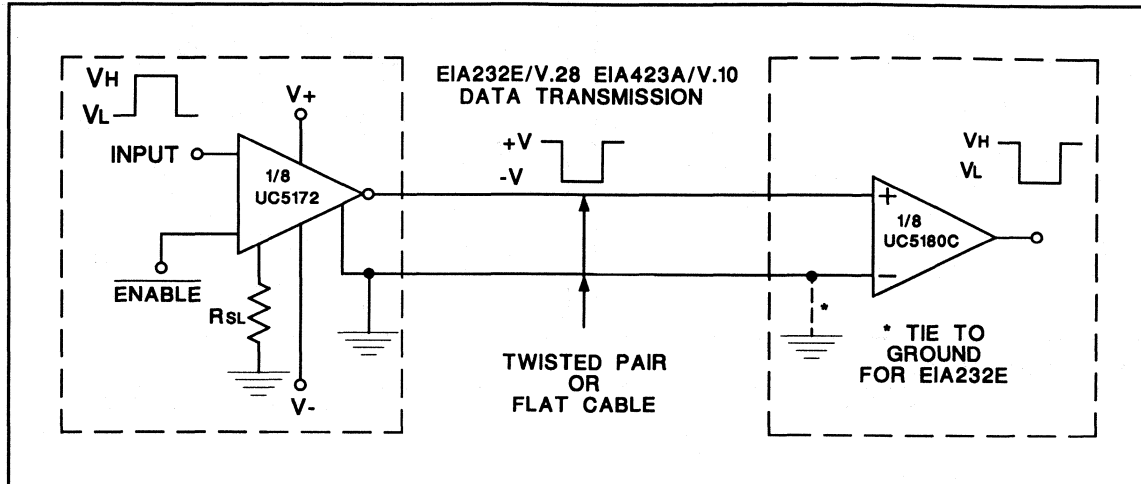 EIA232E/V.28 EIA423A/V.10
DATA TRANSMISSION
VH
VL
V+
INPUT
1/8
UC5172
ENABLE
RSL
V-
+V
-V
TWISTED PAIR
OR
FLAT CABLE
VH
VL
+
1/8
UC5180C
−
*
* TIE TO
GROUND
FOR EIA232E